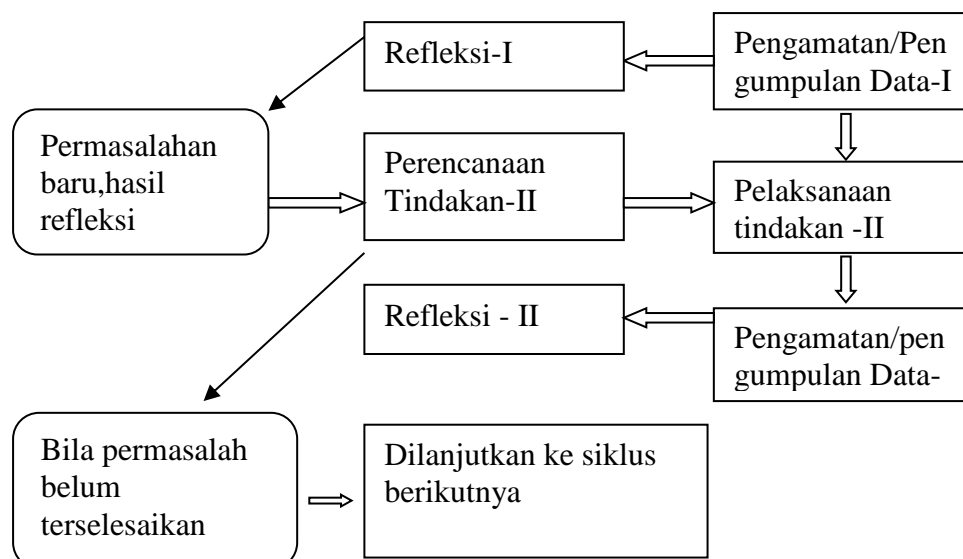 Refleksi-I
Pengamatan/Pen
gumpulan Data-I
Permasalahan
baru,hasil
refleksi
Perencanaan
Tindakan-II
Pelaksanaan
tindakan -II
Refleksi - II
Pengamatan/pen
gumpulan Data-
Bila permasalah
belum
terselesaikan
Dilanjutkan ke siklus
berikutnya